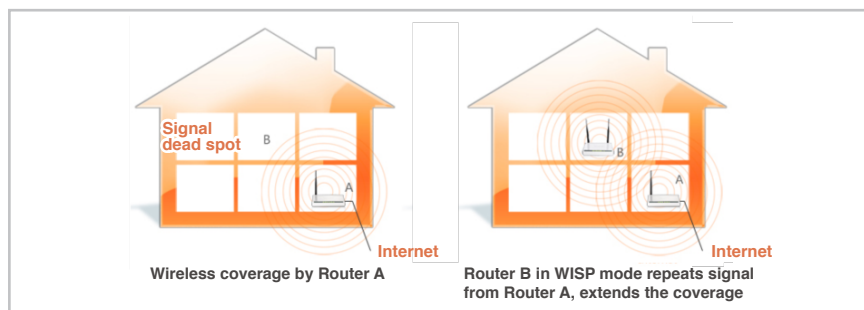 Signal
dead spot
B
A
Internet
Wireless coverage by Router A
B
A
Internet
Router B in WISP mode repeats signal
from Router A, extends the coverage